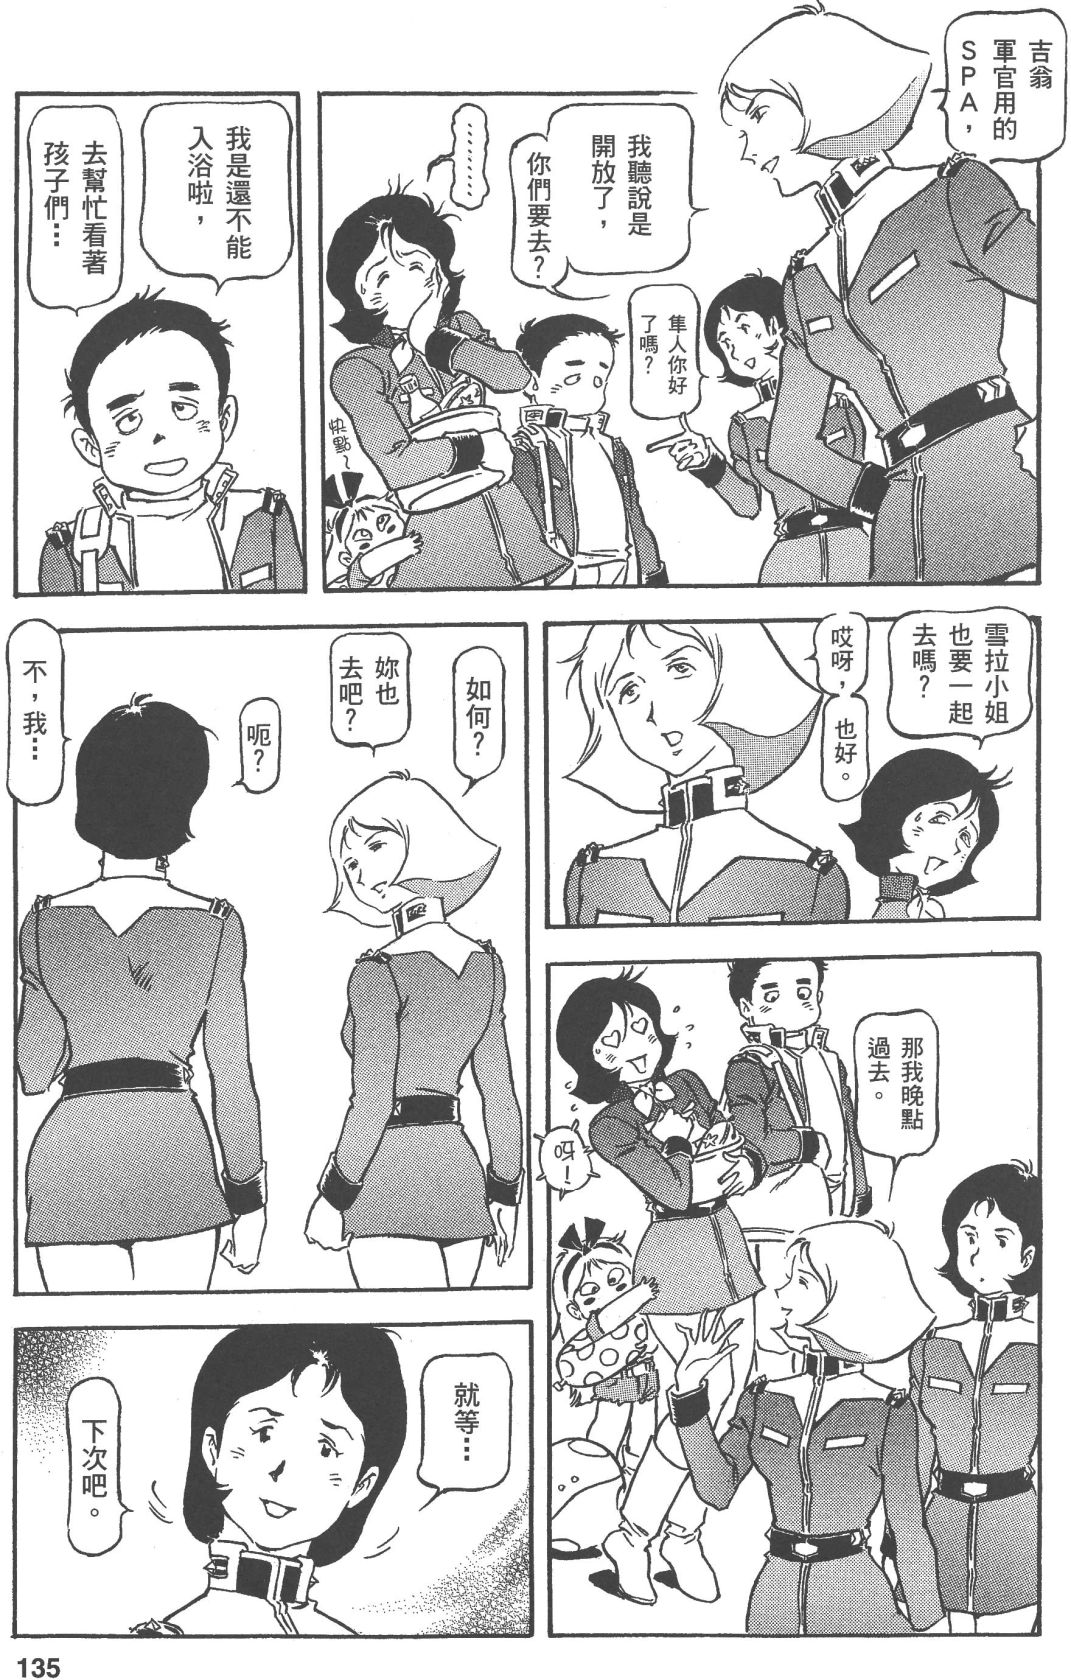 吉翁
軍官用的
SPA，
我聽說是
開放了，
你們要去？
………
隼人你好
了嗎？
快點～
我是還不能
入浴啦，
去幫忙看著
孩子們…
雪拉小姐
也要一起
去嗎？
哎呀，
也好。
那我晚點
過去。
呀！
如何？
妳也
去吧？
呃？
不，我…
就等…
下次吧。
135